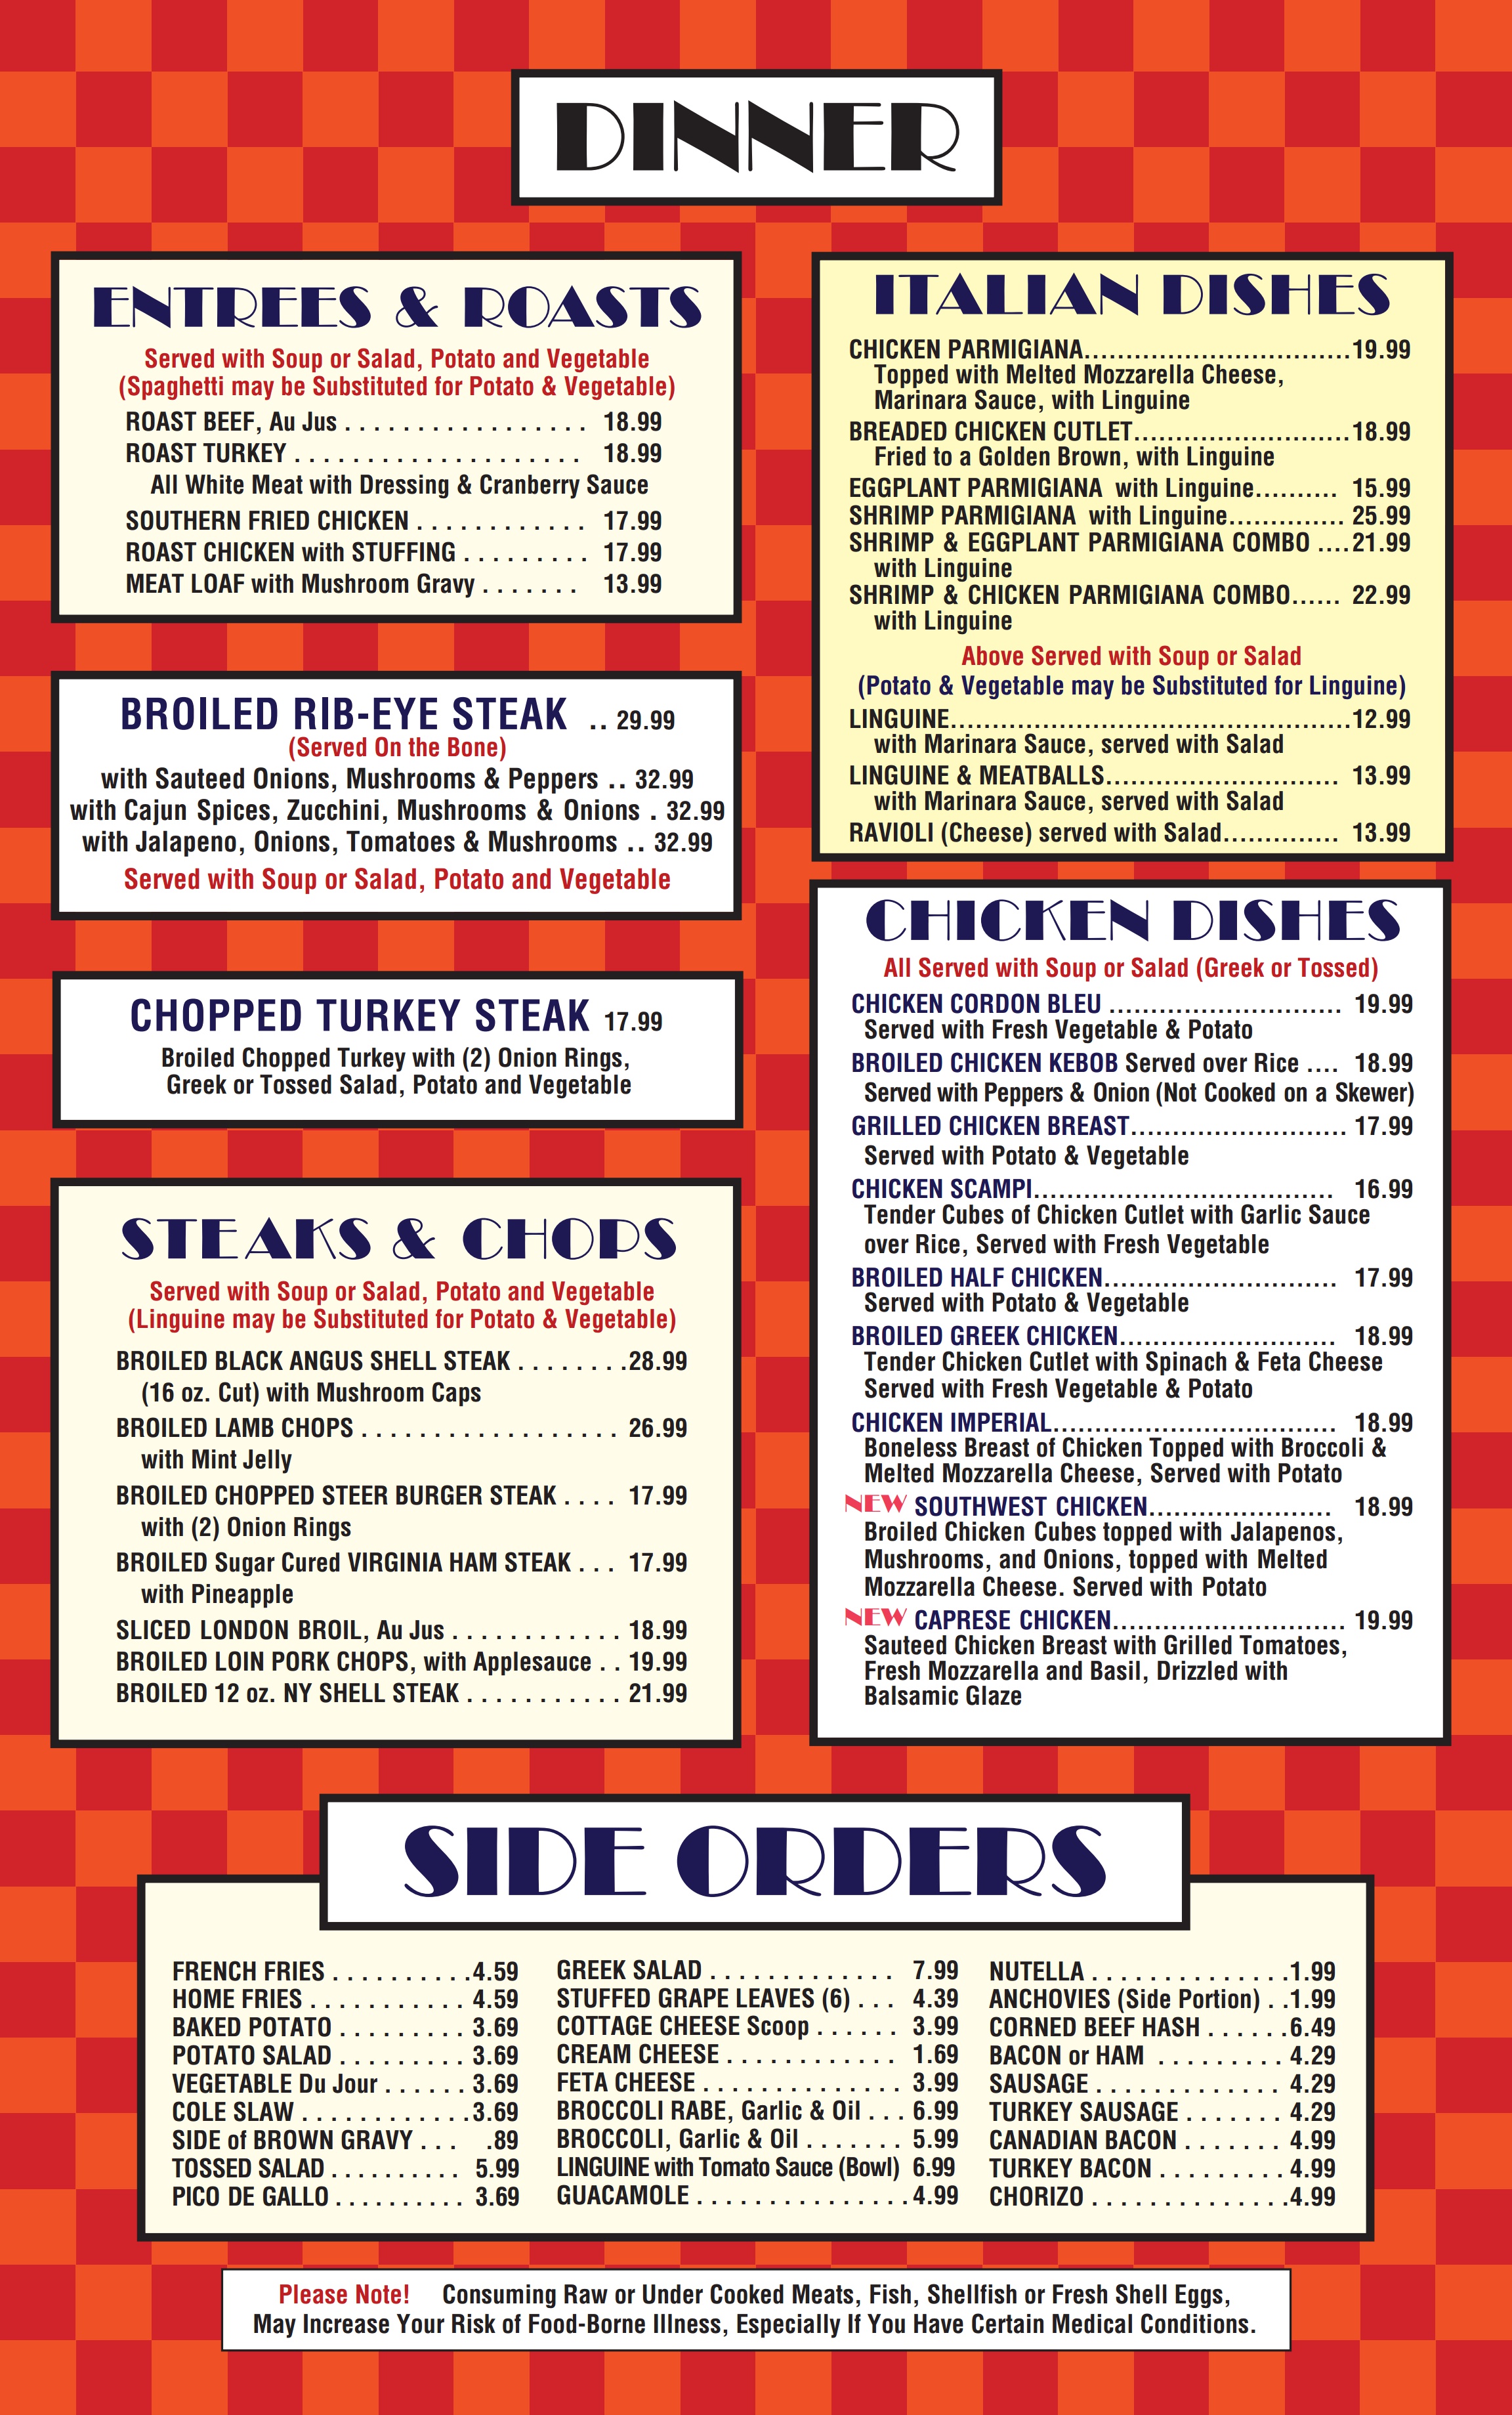 DINNER
ENTREES & ROASTS
Served with Soup or Salad, Potato and Vegetable
(Spaghetti may be Substituted for Potato & Vegetable)
ROAST BEEF, Au Jus . . . . . . . . . . . . . . . . . 18.99
ROAST TURKEY . . . . . . . . . . . . . . . . . . . . 18.99
All White Meat with Dressing & Cranberry Sauce
SOUTHERN FRIED CHICKEN . . . . . . . . . . . . 17.99
ROAST CHICKEN with STUFFING . . . . . . . . . 17.99
MEAT LOAF with Mushroom Gravy . . . . . . . 13.99
BROILED RIB-EYE STEAK .. 29.99
(Served On the Bone)
with Sauteed Onions, Mushrooms & Peppers .. 32.99
with Cajun Spices, Zucchini, Mushrooms & Onions . 32.99
with Jalapeno, Onions, Tomatoes & Mushrooms .. 32.99
Served with Soup or Salad, Potato and Vegetable
CHOPPED TURKEY STEAK 17.99
Broiled Chopped Turkey with (2) Onion Rings,
Greek or Tossed Salad, Potato and Vegetable
STEAKS & CHOPS
Served with Soup or Salad, Potato and Vegetable
(Linguine may be Substituted for Potato & Vegetable)
BROILED BLACK ANGUS SHELL STEAK . . . . . . . .28.99
(16 oz. Cut) with Mushroom Caps
BROILED LAMB CHOPS . . . . . . . . . . . . . . . . . . 26.99
with Mint Jelly
BROILED CHOPPED STEER BURGER STEAK . . . . 17.99
with (2) Onion Rings
BROILED Sugar Cured VIRGINIA HAM STEAK . . . 17.99
with Pineapple
SLICED LONDON BROIL, Au Jus . . . . . . . . . . . . 18.99
BROILED LOIN PORK CHOPS, with Applesauce . . 19.99
BROILED 12 oz. NY SHELL STEAK . . . . . . . . . . . 21.99
ITALIAN DISHES
CHICKEN PARMIGIANA................................19.99
Topped with Melted Mozzarella Cheese,
Marinara Sauce, with Linguine
BREADED CHICKEN CUTLET..........................18.99
Fried to a Golden Brown, with Linguine
EGGPLANT PARMIGIANA with Linguine.......... 15.99
SHRIMP PARMIGIANA with Linguine.............. 25.99
SHRIMP & EGGPLANT PARMIGIANA COMBO ....21.99
with Linguine
SHRIMP & CHICKEN PARMIGIANA COMBO...... 22.99
with Linguine
Above Served with Soup or Salad
(Potato & Vegetable may be Substituted for Linguine)
LINGUINE................................................12.99
with Marinara Sauce, served with Salad
LINGUINE & MEATBALLS............................ 13.99
with Marinara Sauce, served with Salad
RAVIOLI (Cheese) served with Salad.............. 13.99
CHICKEN DISHES
All Served with Soup or Salad (Greek or Tossed)
CHICKEN CORDON BLEU ............................ 19.99
Served with Fresh Vegetable & Potato
BROILED CHICKEN KEBOB Served over Rice .... 18.99
Served with Peppers & Onion (Not Cooked on a Skewer)
GRILLED CHICKEN BREAST.......................... 17.99
Served with Potato & Vegetable
CHICKEN SCAMPI.................................... 16.99
Tender Cubes of Chicken Cutlet with Garlic Sauce
over Rice, Served with Fresh Vegetable
BROILED HALF CHICKEN............................ 17.99
Served with Potato & Vegetable
BROILED GREEK CHICKEN.......................... 18.99
Tender Chicken Cutlet with Spinach & Feta Cheese
Served with Fresh Vegetable & Potato
CHICKEN IMPERIAL.................................. 18.99
Boneless Breast of Chicken Topped with Broccoli &
Melted Mozzarella Cheese, Served with Potato
NEW SOUTHWEST CHICKEN...................... 18.99
Broiled Chicken Cubes topped with Jalapenos,
Mushrooms, and Onions, topped with Melted
Mozzarella Cheese. Served with Potato
NEW CAPRESE CHICKEN............................ 19.99
Sauteed Chicken Breast with Grilled Tomatoes,
Fresh Mozzarella and Basil, Drizzled with
Balsamic Glaze
SIDE ORDERS
FRENCH FRIES . . . . . . . . . .4.59
HOME FRIES . . . . . . . . . . . 4.59
BAKED POTATO . . . . . . . . . 3.69
POTATO SALAD . . . . . . . . . 3.69
VEGETABLE Du Jour . . . . . . 3.69
COLE SLAW . . . . . . . . . . . .3.69
SIDE of BROWN GRAVY . . . .89
TOSSED SALAD . . . . . . . . . . 5.99
PICO DE GALLO . . . . . . . . . . 3.69
GREEK SALAD . . . . . . . . . . . . . 7.99
STUFFED GRAPE LEAVES (6) . . . 4.39
COTTAGE CHEESE Scoop . . . . . . 3.99
CREAM CHEESE . . . . . . . . . . . . 1.69
FETA CHEESE . . . . . . . . . . . . . . 3.99
BROCCOLI RABE, Garlic & Oil . . . 6.99
BROCCOLI, Garlic & Oil . . . . . . . 5.99
LINGUINE with Tomato Sauce (Bowl) 6.99
GUACAMOLE . . . . . . . . . . . . . . . 4.99
NUTELLA . . . . . . . . . . . . . .1.99
ANCHOVIES (Side Portion) . .1.99
CORNED BEEF HASH . . . . . .6.49
BACON or HAM . . . . . . . . . 4.29
SAUSAGE . . . . . . . . . . . . . 4.29
TURKEY SAUSAGE . . . . . . . 4.29
CANADIAN BACON . . . . . . . 4.99
TURKEY BACON . . . . . . . . . 4.99
CHORIZO . . . . . . . . . . . . . .4.99
Please Note! Consuming Raw or Under Cooked Meats, Fish, Shellfish or Fresh Shell Eggs,
May Increase Your Risk of Food-Borne Illness, Especially If You Have Certain Medical Conditions.